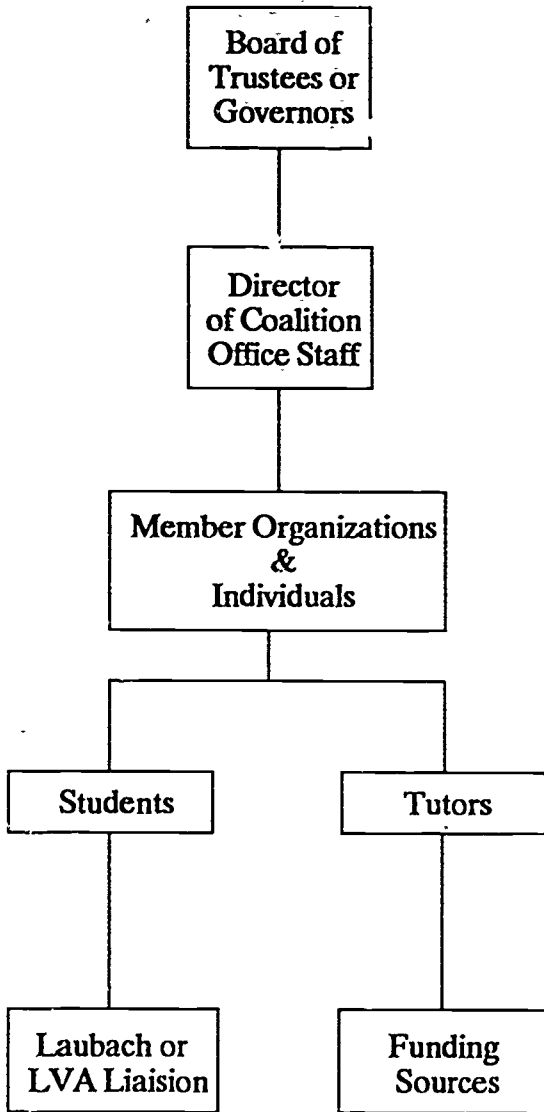 Board of
Trustees or
Governors
Director
of Coalition
Office Staff
Member Organizations
&
Individuals
Students
Tutors
Laubach or
LVA Liaision
Funding
Sources